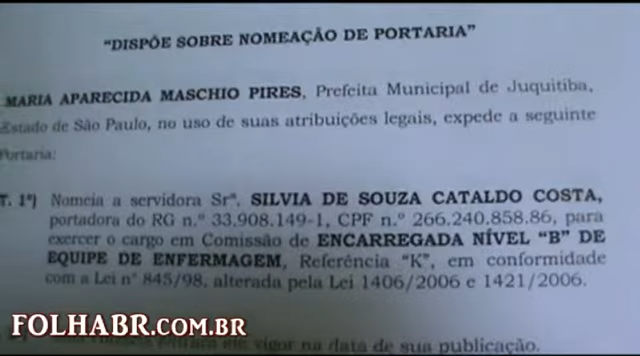 "DISPÕE SOBRE NOMEAÇÃO DE PORTARIA"
MARIA APARECIDA MASCHIO PIRES, Prefeita Municipal de Juquitiba,
Estado de São Paulo, no uso de suas atribuições legais, expede a seguinte
Portaria:
T. 1º) Nomeia a servidora Srª. SILVIA DE SOUZA CATALDO COSTA,
portadora do RG n.º 33.908.149-1, CPF n.º 266.240.858.86, para
exercer o cargo em Comissão de ENCARREGADA NÍVEL "B" DE
EQUIPE DE ENFERMAGEM, Referência "K", em conformidade
com a Lei nº 845/98, alterada pela Lei 1406/2006 e 1421/2006.
FOLHABR.COM.BR
em vigor na data de sua publicação.